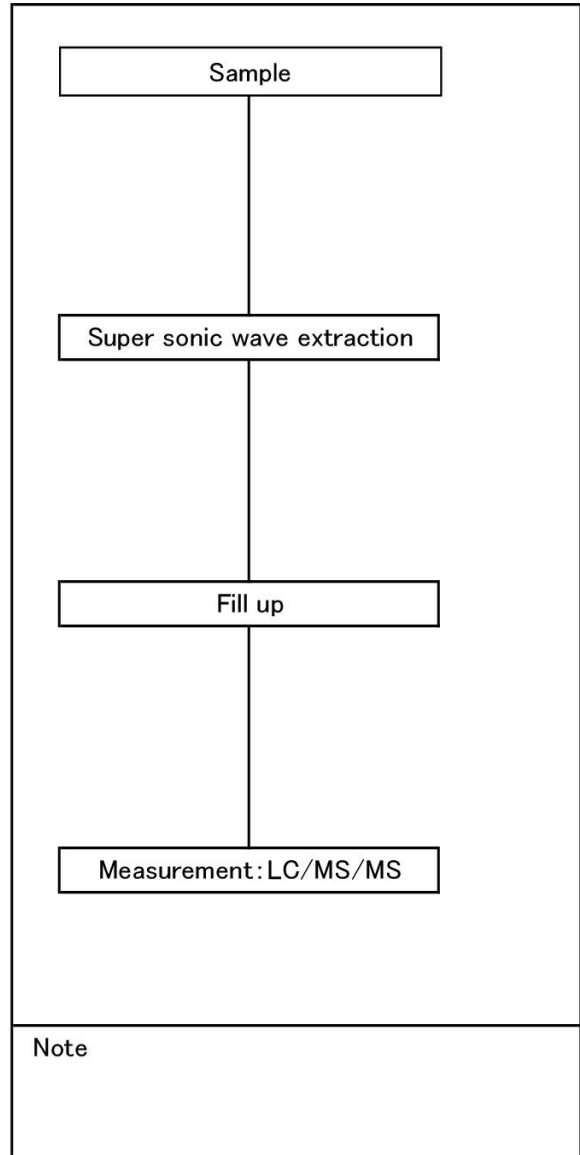 Sample
Super sonic wave extraction
Fill up
Measurement:LC/MS/MS
Note